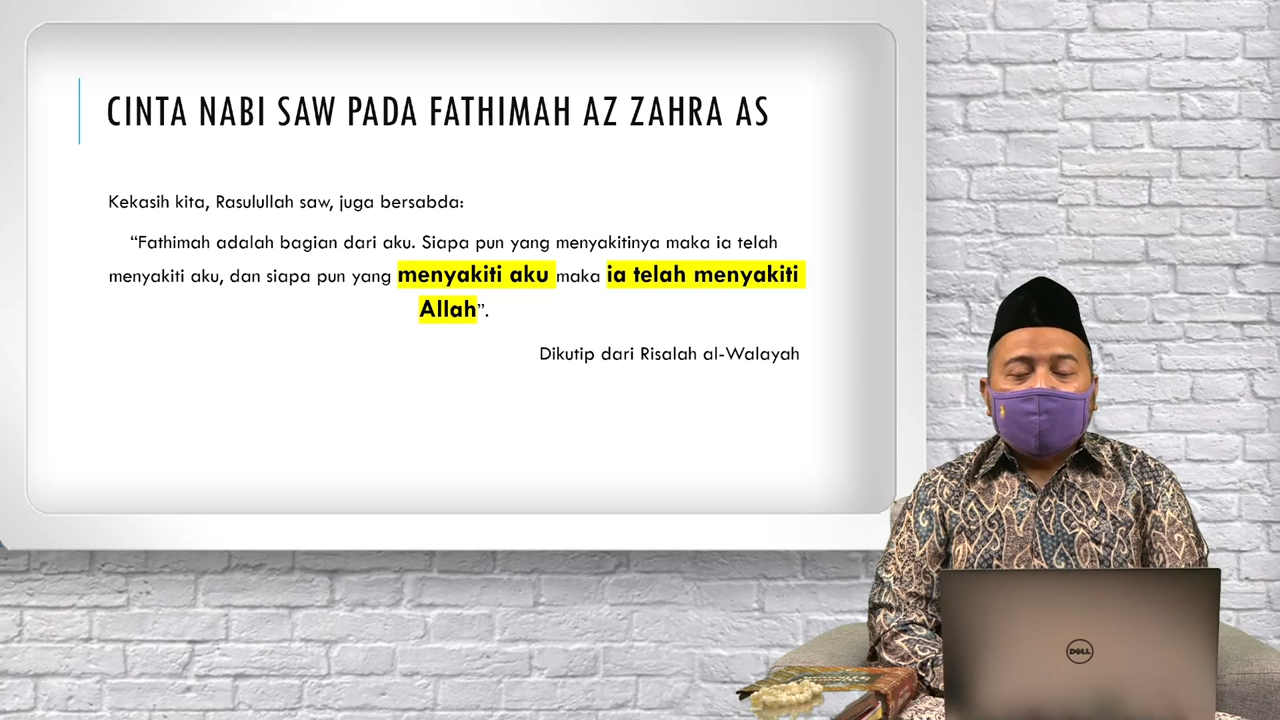 CINTA NABI SAW PADA FATHIMAH AZ ZAHRA AS
Kekasih kita, Rasulullah saw, juga bersabda:
“Fathimah adalah bagian dari aku. Siapa pun yang menyakitinya maka ia telah
menyakiti aku, dan siapa pun yang menyakiti aku maka ia telah menyakiti
Allah”.
Dikutip dari Risalah al-Walayah
DELL